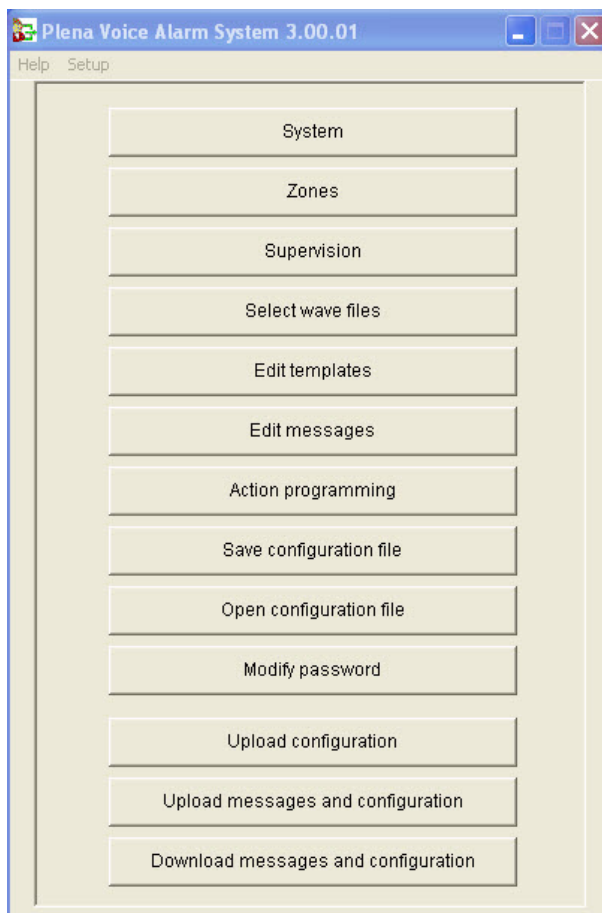 Plena Voice Alarm System 3.00.01
Help Setup
System
Zones
Supervision
Select wave files
Edit templates
Edit messages
Action programming
Save configuration file
Open configuration file
Modify password
Upload configuration
Upload messages and configuration
Download messages and configuration